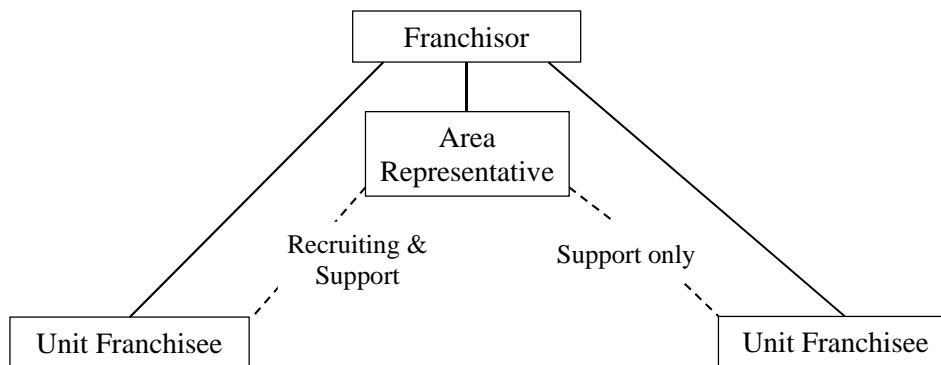 Franchisor
Area
Representative
Recruiting &
Support
Support only
Unit Franchisee
Unit Franchisee